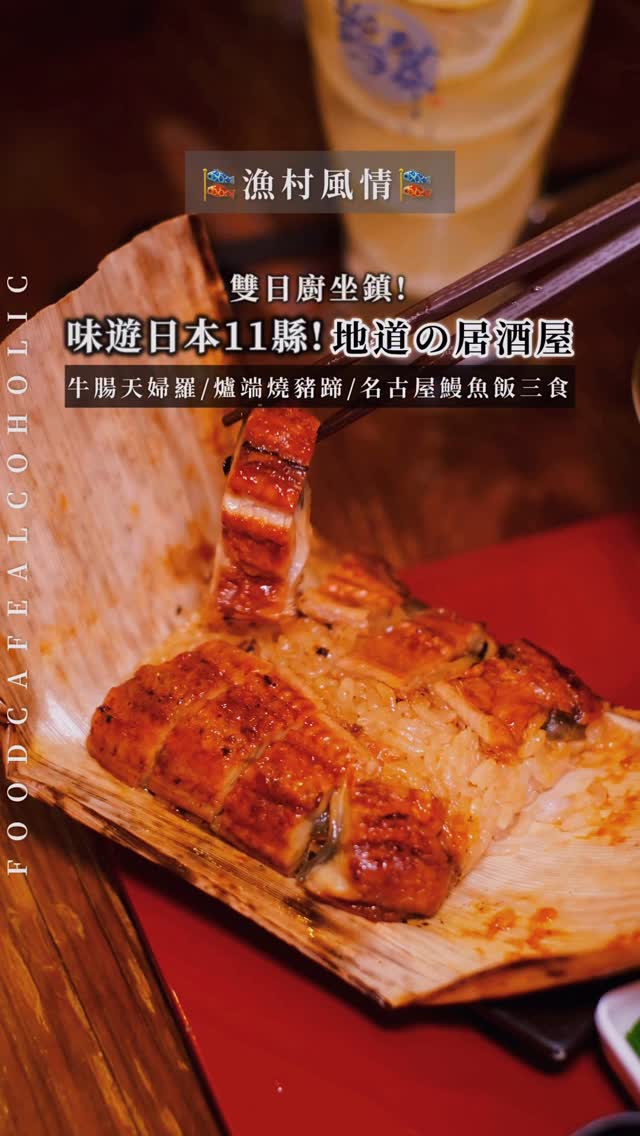 🎏漁村風情🎏
雙日廚坐鎮!
味遊日本11縣!地道の居酒屋
牛腸天婦羅/爐端燒豬蹄/名古屋鰻魚飯三食
FOODCAFEALCOHOLIC